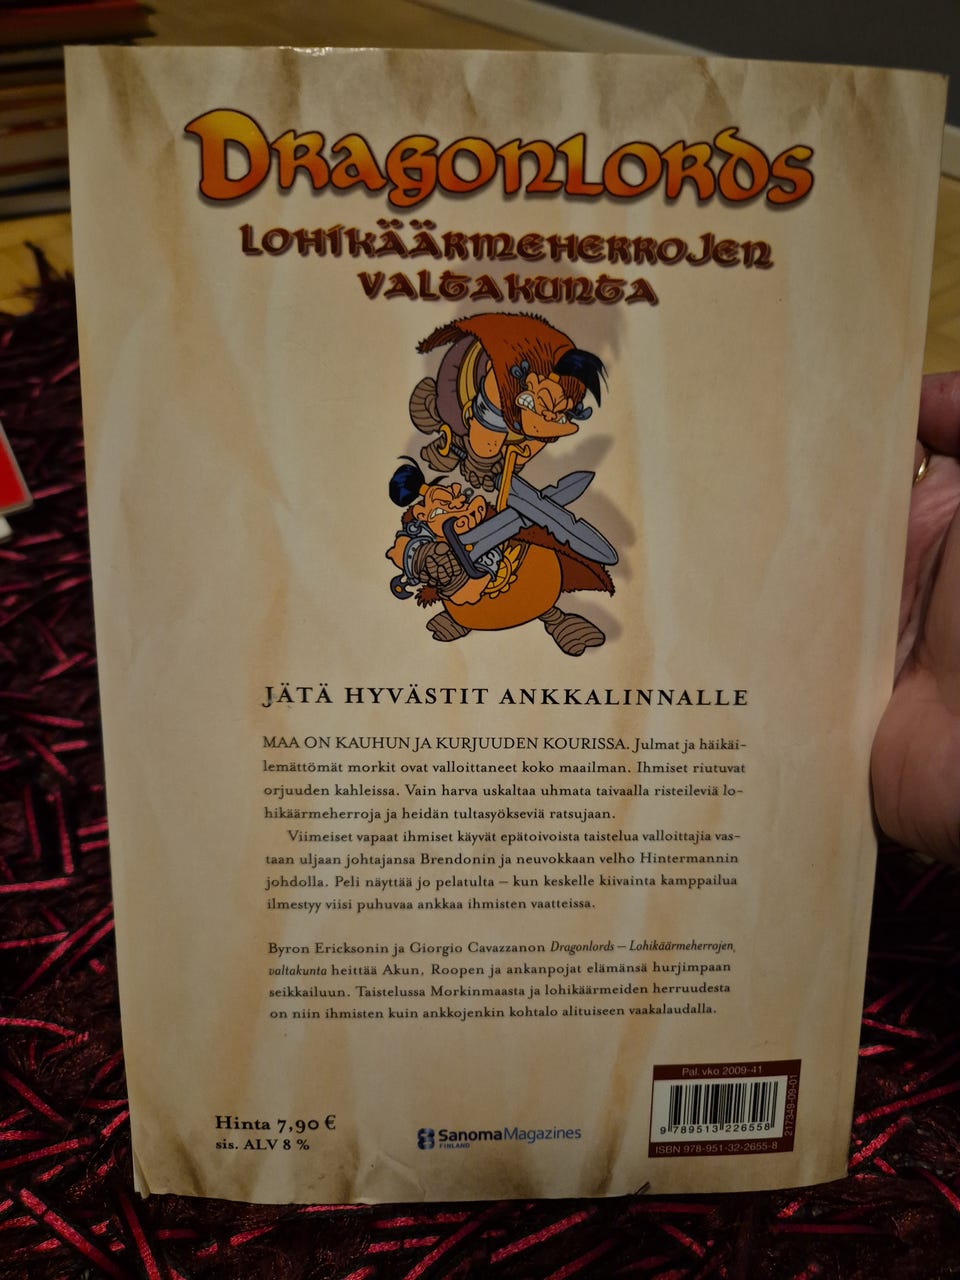 DRAGONLORDS
LOHIKÄÄRMEHERROJEN
VALTAKUNTA
JÄTÄ HYVÄSTIT ANKKALINNALLE
MAA ON KAUHUN JA KURJUUDEN KOURISSA. Julmat ja häikäi-
lemättömät morkit ovat valloittaneet koko maailman. Ihmiset riutuvat
orjuuden kahleissa. Vain harva uskaltaa uhmata taivaalla risteileviä lo-
hikäärmeherroja ja heidän tultasyökseviä ratsujaan.
Viimeiset vapaat ihmiset käyvät epätoivoista taistelua valloittajia vas-
taan uljaan johtajansa Brendonin ja neuvokkaan velho Hintermannin
johdolla. Peli näyttää jo pelatulta – kun keskelle kiivainta kamppailua
ilmestyy viisi puhuvaa ankkaa ihmisten vaatteissa.
Byron Ericksonin ja Giorgio Cavazzanon Dragonlords – Lohikäärmeherrojen
valtakunta heittää Akun, Roopen ja ankanpojat elämänsä hurjimpaan
seikkailuun. Taistelussa Morkinmaasta ja lohikäärmeiden herruudesta
on niin ihmisten kuin ankkojenkin kohtalo alituiseen vaakalaudalla.
Hinta 7,90 €
sis. ALV 8 %
SanomaMagazines
FINLAND
Pal. vko 2009-41
9 789513 226558
217349-09-01
ISBN 978-951-32-2655-8